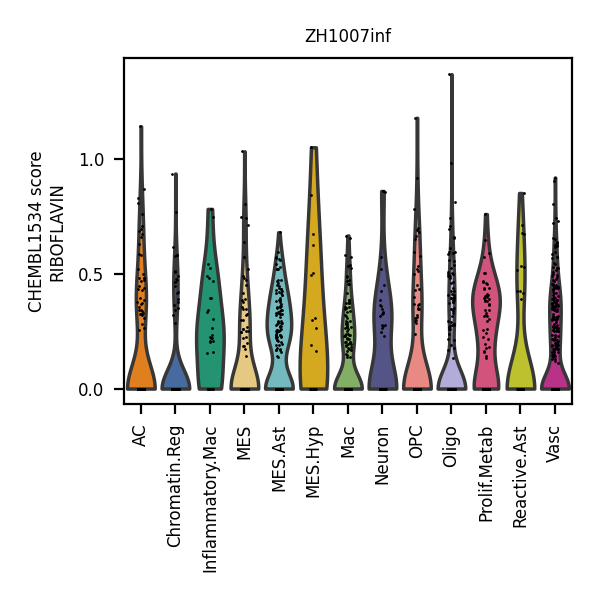 ZH1007inf
CHEMBL1534 score
RIBOFLAVIN
1.0
0.5
0.0
AC
Chromatin.Reg
Inflammatory.Mac
MES
MES.Ast
MES.Hyp
Mac
Neuron
OPC
Oligo
Prolif.Metab
Reactive.Ast
Vasc